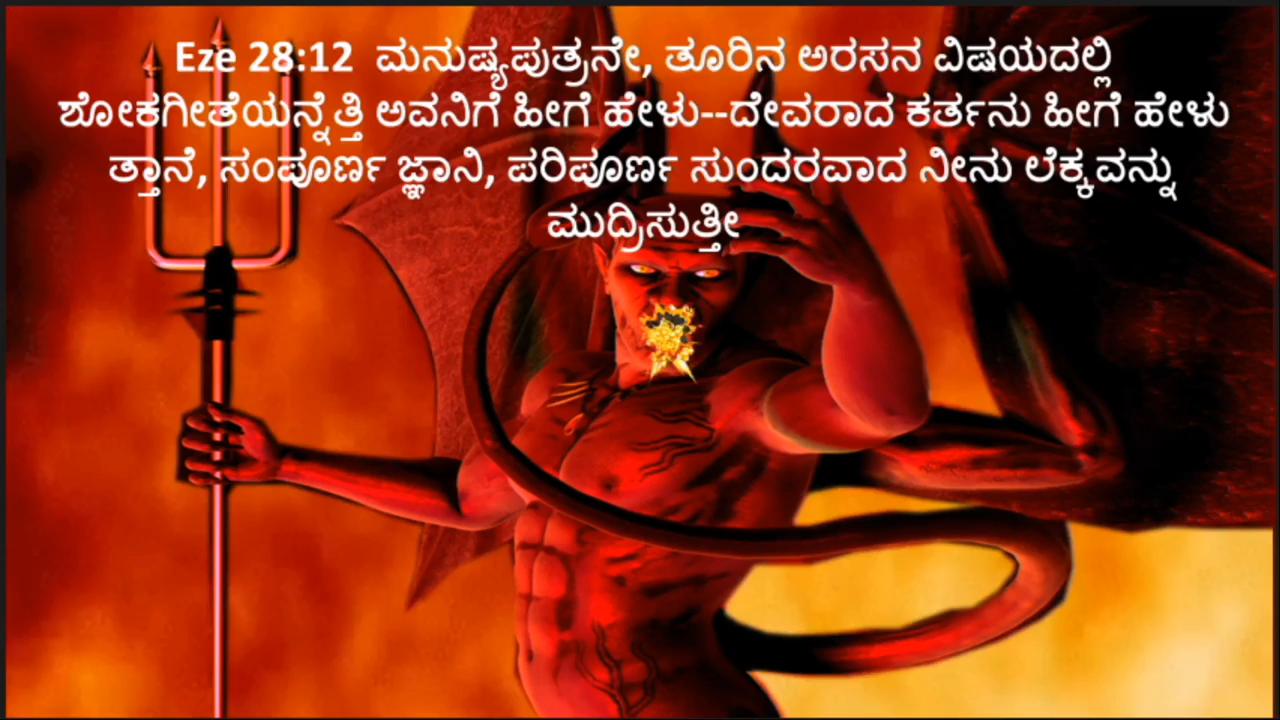 Eze 28:12 ಮನುಷ್ಯಪುತ್ರನೇ, ತೂರಿನ ಅರಸನ ವಿಷಯದಲ್ಲಿ
ಶೋಕಗೀತೆಯನ್ನೆತ್ತಿ ಅವನಿಗೆ ಹೀಗೆ ಹೇಳು--ದೇವರಾದ ಕರ್ತನು ಹೀಗೆ ಹೇಳು
ತ್ತಾನೆ, ಸಂಪೂರ್ಣ ಜ್ಞಾನಿ, ಪರಿಪೂರ್ಣ ಸುಂದರವಾದ ನೀನು ಲೆಕ್ಕವನ್ನು
ಮುದ್ರಿಸುತ್ತೀ